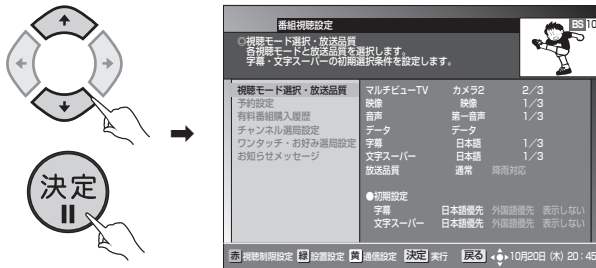 決定
番組視聴設定
BS10
◎視聴モード選択・放送品質
各視聴モードと放送品質を選択します。
字幕・文字スーパーの初期選択条件を設定します。
視聴モード選択・放送品質
予約設定
有料番組購入履歴
チャンネル選局設定
ワンタッチ・お好み選局設定
お知らせメッセージ
マルチビューTV カメラ2 2/3
映像 映像 1/3
音声 第一音声 1/3
データ データ
字幕 日本語 1/3
文字スーパー 日本語 1/3
放送品質 通常 降雨対応
●初期設定
字幕 日本語優先 外国語優先 表示しない
文字スーパー 日本語優先 外国語優先 表示しない
赤 視聴制限設定 緑 設置設定 黄 通信設定 決定 実行 戻る 10月20日(木)20:45